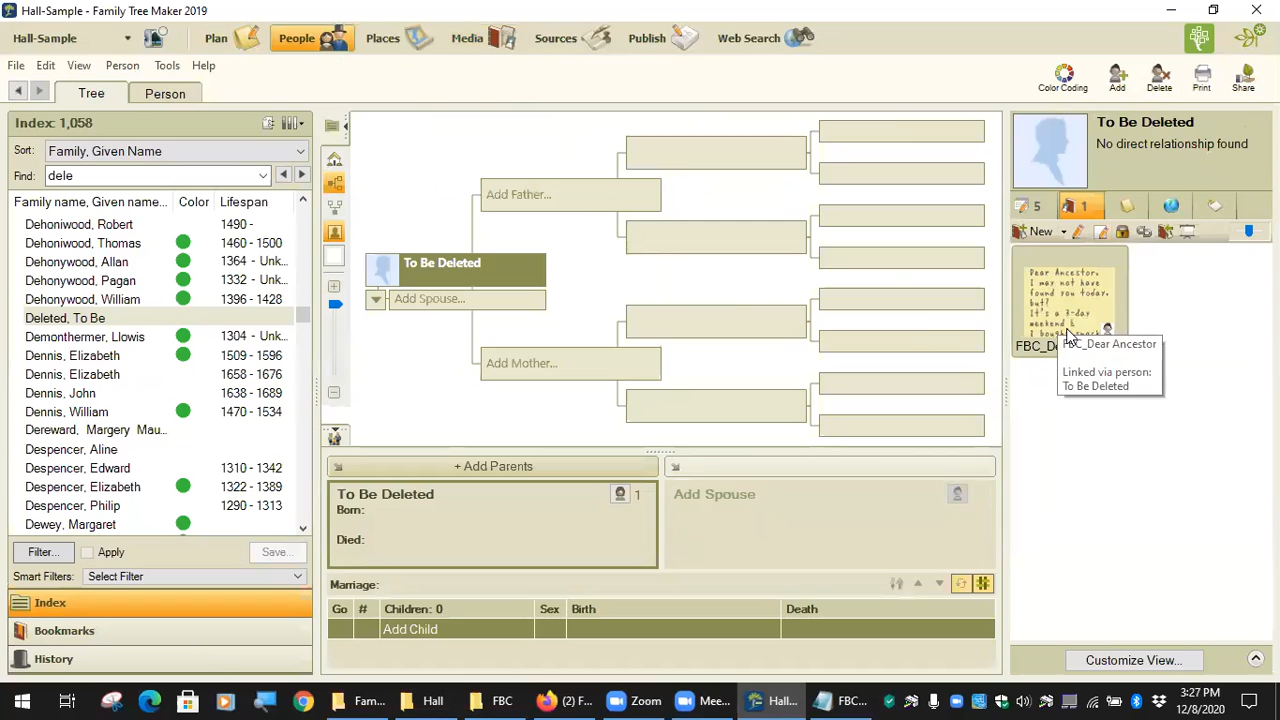 Hall-Sample - Family Tree Maker 2019
Hall-Sample
Plan
People
Places
Media
Sources
Publish
Web Search
File Edit View Person Tools Help
Tree
Person
Color Coding
Add
Delete
Print
Share
Index: 1,058
Sort: Family, Given Name
Find: dele
Family name, Given name... Color Lifespan
Dehoniwood, Robert 1490 -
Dehoniwood, Thomas 1460 - 1500
Dehonywood, Allan 1364 - Unk...
Dehonywood, Pagan 1332 - Unk...
Dehonywood, William 1396 - 1428
Deleted, To Be
Demonthermer, Llowis 1304 - Unk...
Dennis, Elizabeth 1509 - 1596
Dennis, Elizabeth 1658 - 1676
Dennis, John 1638 - 1689
Dennis, William 1470 - 1534
Dereward, Margery Mau...
Despencer, Aline
Despencer, Edward 1310 - 1342
Despencer, Elizabeth 1322 - 1389
Despencer, Philip 1290 - 1313
Dewey, Margaret
Filter... Apply Save...
Smart Filters: Select Filter
Index
Bookmarks
History
Add Father...
To Be Deleted
Add Spouse...
Add Mother...
+ Add Parents
To Be Deleted 1
Born:
Died:
Add Spouse
Marriage:
Go # Children: 0 Sex Birth Death
Add Child
To Be Deleted
No direct relationship found
5 1
New
Dear Ancestor,
I may not have
found you today,
but?
It's a 3-day
weekend &
I bought
FBC_De
FBC_Dear Ancestor
Linked via person:
To Be Deleted
Customize View...
Fam...
Hall
FBC
(2) F...
Zoom
Mee...
Hall...
FBC...
3:27 PM
12/8/2020